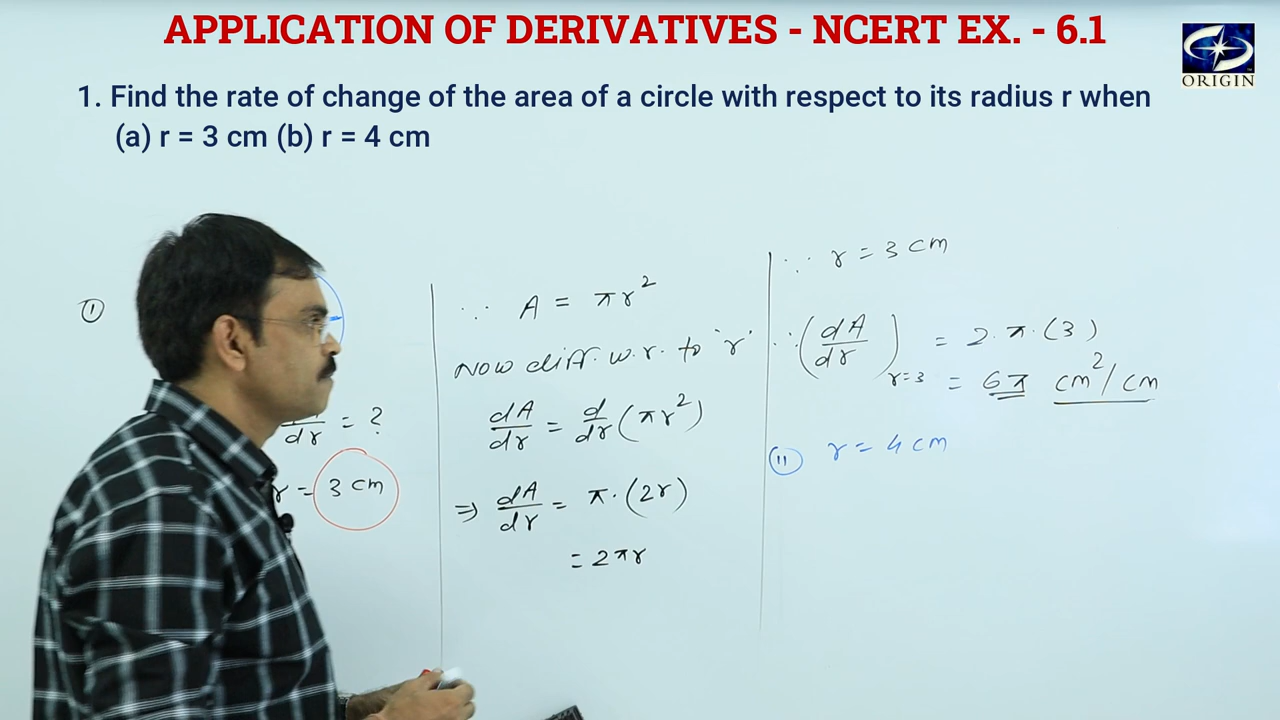 APPLICATION OF DERIVATIVES - NCERT EX. - 6.1
ORIGIN
1. Find the rate of change of the area of a circle with respect to its radius r when
(a) r = 3 cm (b) r = 4 cm
①
dr = ?
r = 3 cm
∵ A = πr²
Now diff. w.r. to 'r'
dA/dr = d/dr (πr²)
⇒ dA/dr = π·(2r)
= 2πr
∵ r = 3 cm
∴ (dA/dr) r=3 = 2·π·(3)
= 6π cm²/cm
(ii) r = 4 cm